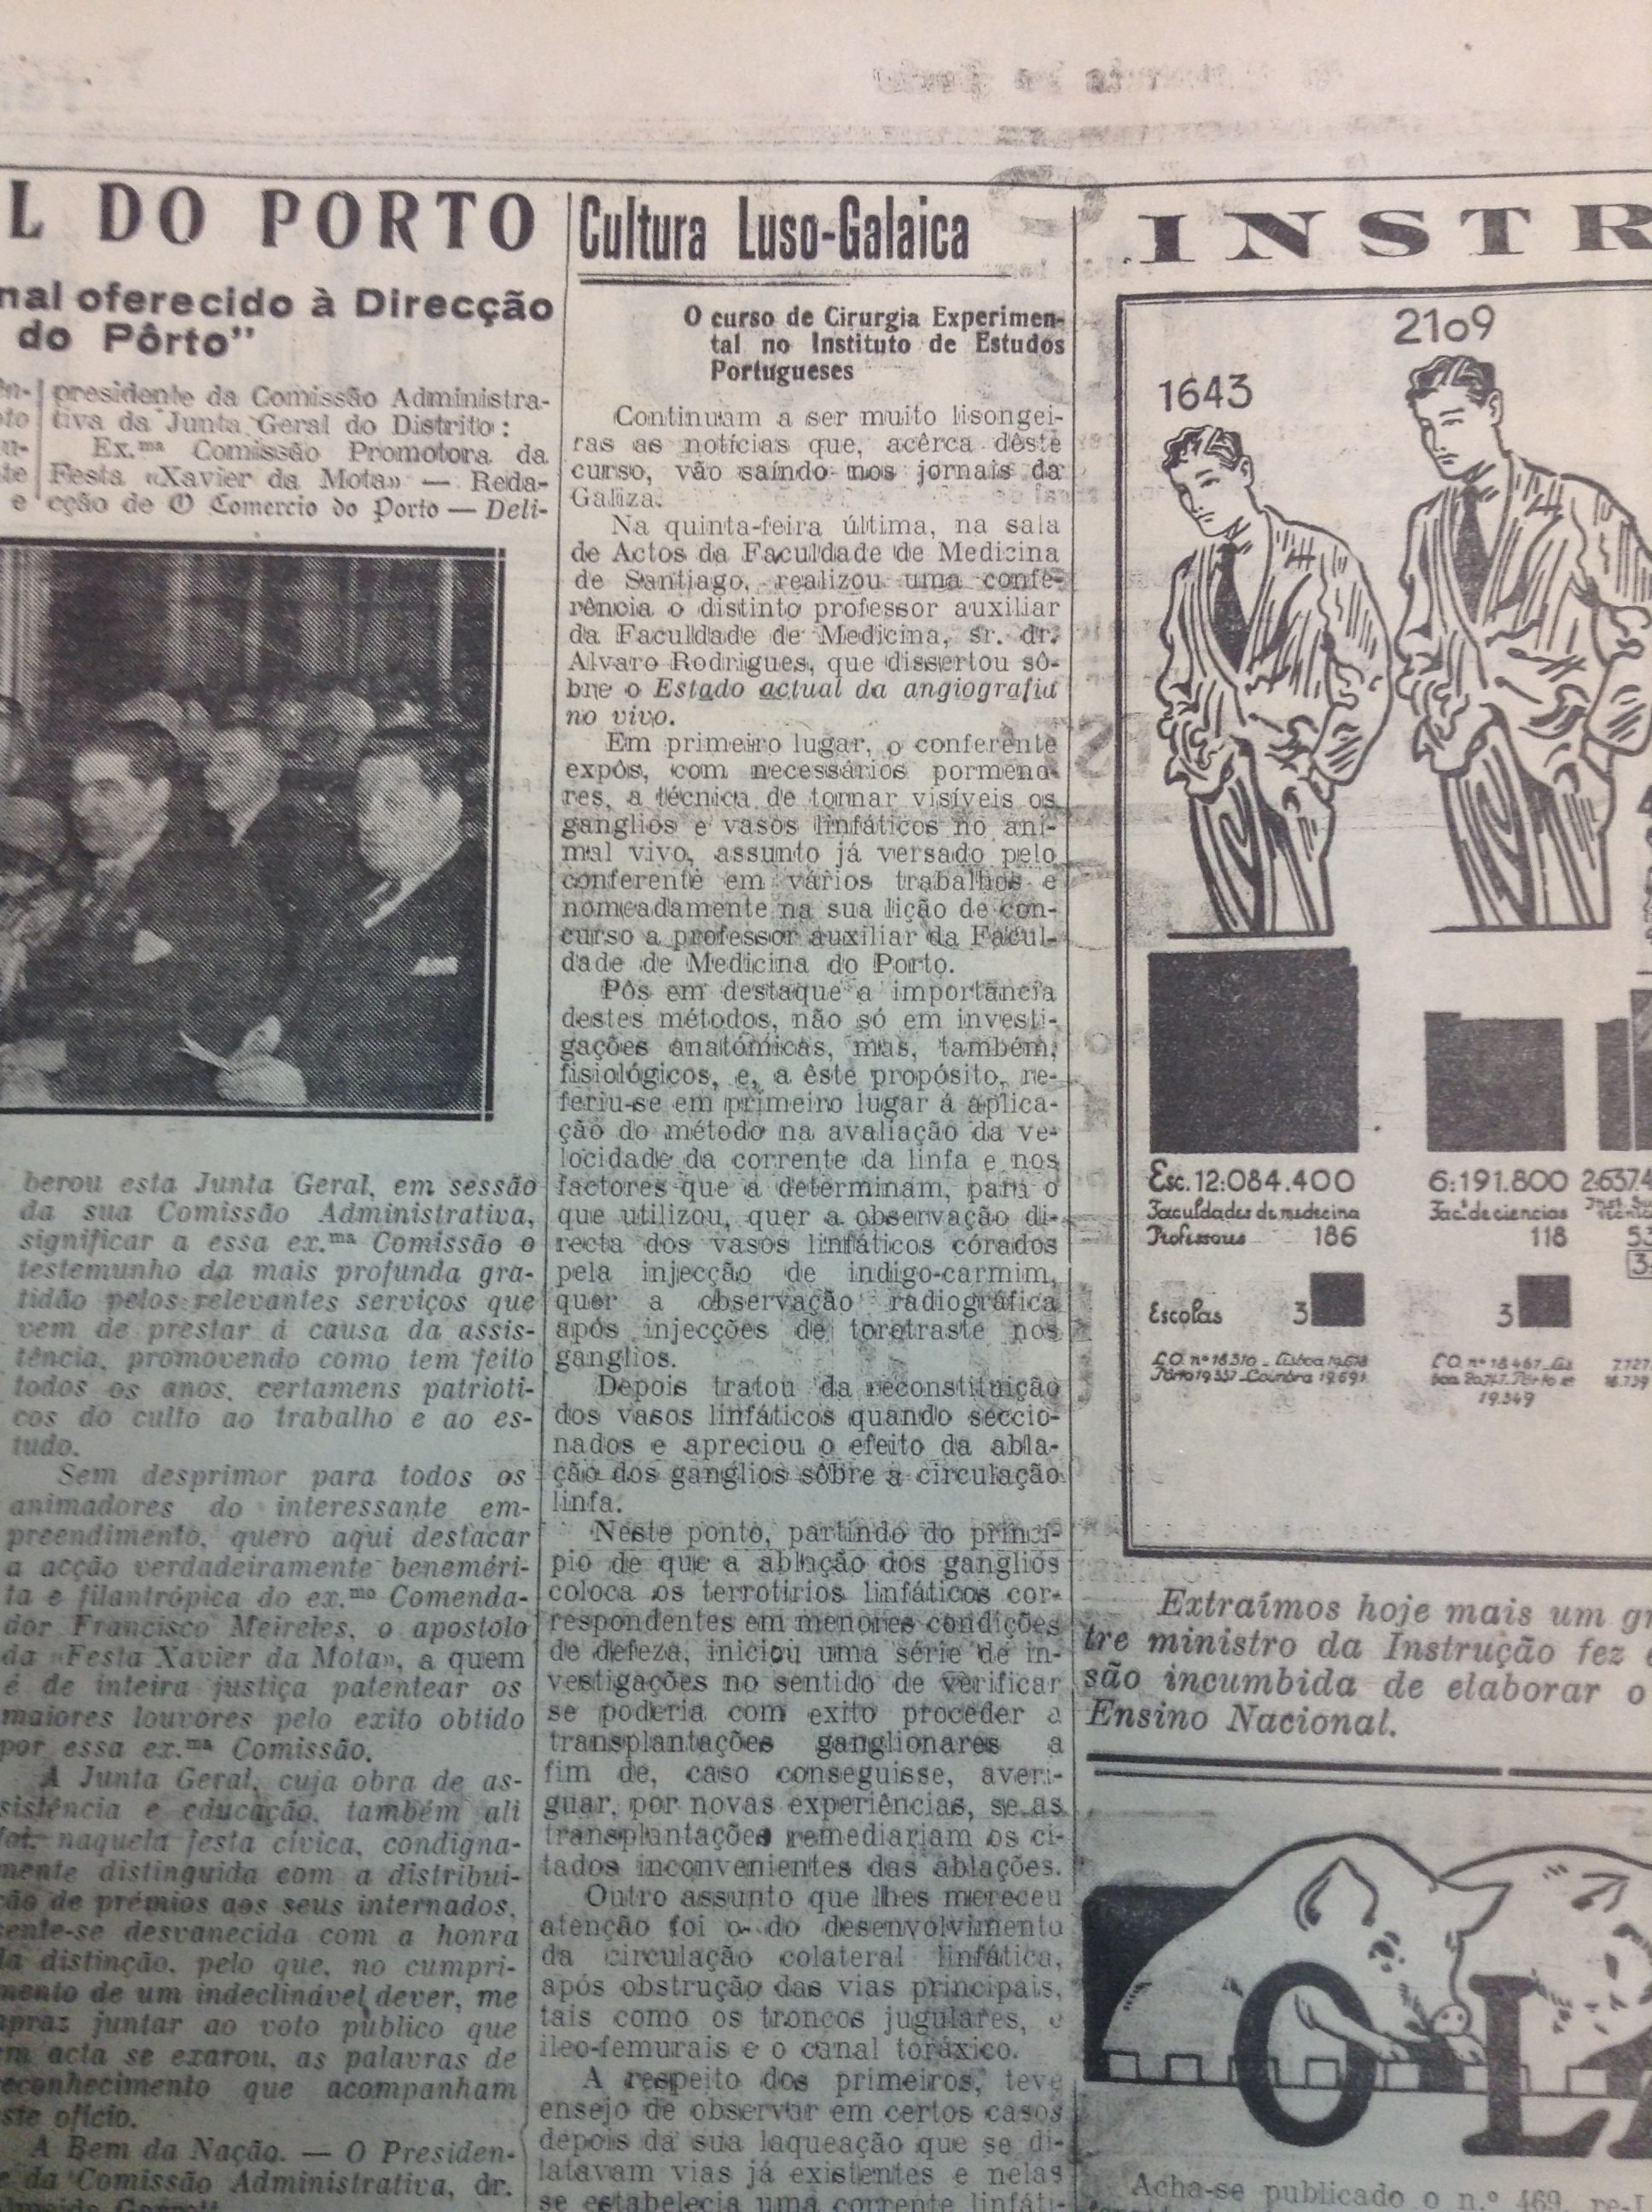 L DO PORTO
nal oferecido à Direcção
do Pôrto"
presidente da Comissão Administra-
tiva da Junta Geral do Distrito:
Ex.ma Comissão Promotora da
Festa «Xavier da Mota» — Reda-
cção de O Comercio do Porto — Deli-
berou esta Junta Geral, em sessão
da sua Comissão Administrativa,
significar a essa ex.ma Comissão o
testemunho da mais profunda gra-
tidão pelos relevantes serviços que
vem de prestar á causa da assis-
tência, promovendo como tem feito
todos os anos, certamens patrioti-
cos do culto ao trabalho e ao es-
tudo.
Sem desprimor para todos os
animadores do interessante em-
preendimento, quero aqui destacar
a acção verdadeiramente beneméri-
ta e filantrópica do ex.mo Comenda-
dor Francisco Meireles, o apostolo
da «Festa Xavier da Mota», a quem
é de inteira justiça patentear os
maiores louvores pelo exito obtido
por essa ex.ma Comissão.
A Junta Geral, cuja obra de as-
sistência e educação, também ali
foi, naquela festa cívica, condigna-
mente distinguida com a distribui-
ção de prémios aos seus internados,
sente-se desvanecida com a honra
da distinção, pelo que, no cumpri-
mento de um indeclinável dever, me
apraz juntar ao voto público que
em acta se exarou, as palavras de
reconhecimento que acompanham
este oficio.
A Bem da Nação. — O Presiden-
te da Comissão Administrativa, dr.
Cultura Luso-Galaica
O curso de Cirurgia Experimen-
tal no Instituto de Estudos
Portugueses
Continuam a ser muito lisongei-
ras as notícias que, acêrca dêste
curso, vão saíndo nos jornais da
Galiza.
Na quinta-feira última, na sala
de Actos da Faculdade de Medicina
de Santiago, realizou uma confe-
rência o distinto professor auxiliar
da Faculdade de Medicina, sr. dr.
Alvaro Rodrigues, que dissertou sô-
bre o Estado actual da angiografia
no vivo.
Em primeiro lugar, o conferente
expôs, com necessários pormeno-
res, a técnica de tornar visíveis os
ganglios e vasos linfáticos no ani-
mal vivo, assunto já versado pelo
conferente em vários trabalhos e
nomeadamente na sua lição de con-
curso a professor auxiliar da Facul-
dade de Medicina do Porto.
Pôs em destaque a importância
destes métodos, não só em investi-
gações anatómicas, mas, também,
fisiológicos, e, a êste propósito, re-
feriu-se em primeiro lugar á aplica-
ção do método na avaliação da ve-
locidade da corrente da linfa e nos
factores que a determinam, para o
que utilizou, quer a observação di-
recta dos vasos linfáticos córados
pela injecção de indigo-carmim,
quer a observação radiográfica
após injecções de torotraste nos
ganglios.
Depois tratou da reconstituição
dos vasos linfáticos quando séccio-
nados e apreciou o efeito da abla-
ção dos ganglios sôbre a circulação
linfa.
Neste ponto, partindo do princí-
pio de que a ablação dos ganglios
coloca os terrotirios linfáticos cor-
respondentes em menores condições
de defeza, iniciou uma série de in-
vestigações no sentido de verificar
se poderia com exito proceder a
transplantações ganglionares a
fim de, caso conseguisse, averi-
guar, por novas experiências, se as
transplantações remediariam os ci-
tados inconvenientes das ablações.
Outro assunto que lhes mereceu
atenção foi o do desenvolvimento
da circulação colateral linfática,
após obstrução das vias principais,
tais como os troncos jugulares, e
ileo-femurais e o canal toráxico.
A respeito dos primeiros, teve
ensejo de observar em certos casos
depois da sua laqueação que se di-
latavam vias já existentes e nelas
se estabelecia uma corrente linfáti-
INSTR
1643
2109
Esc. 12:084.400
6:191.800
Faculdades de medecina
Fac. de ciencias
Professores 186
118
Escolas 3
3
Extraímos hoje mais um gr
tre ministro da Instrução fez
são incumbida de elaborar o
Ensino Nacional.
OLA
Acha-se publicado o n.º 469